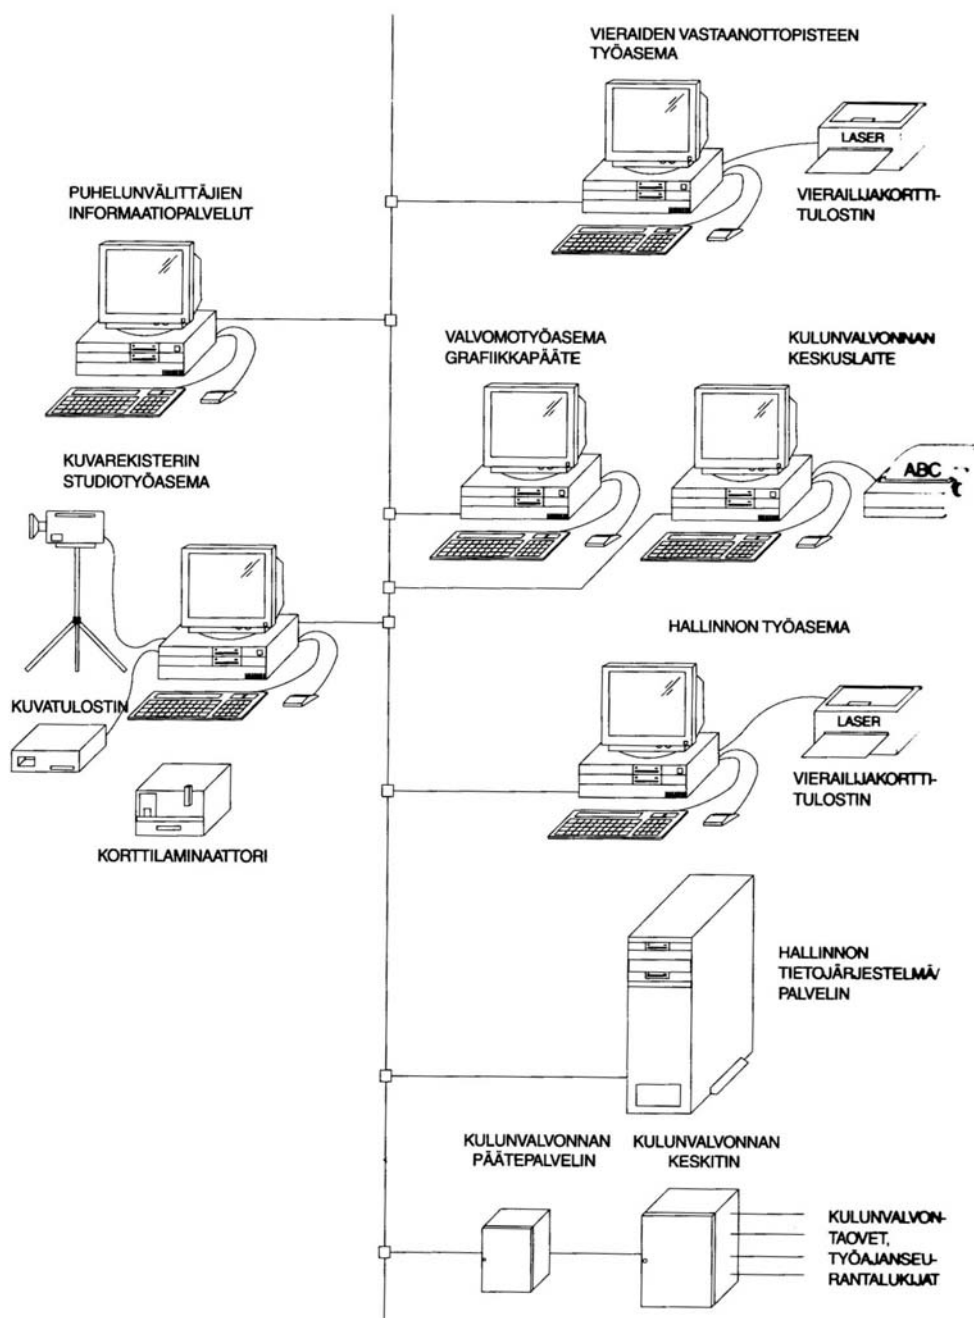 VIERAIDEN VASTAANOTTOPISTEEN
TYÖASEMA
LASER
VIERAILIJAKORTTI-
TULOSTIN
PUHELUNVÄLITTÄJIEN
INFORMAATIOPALVELUT
VALVOMOTYÖASEMA
GRAFIIKKAPÄÄTE
KULUNVALVONNAN
KESKUSLAITE
ABC
KUVAREKISTERIN
STUDIOTYÖASEMA
KUVATULOSTIN
KORTTILAMINAATTORI
HALLINNON TYÖASEMA
LASER
VIERAILIJAKORTTI-
TULOSTIN
HALLINNON
TIETOJÄRJESTELMÄ/
PALVELIN
KULUNVALVONNAN
PÄÄTEPALVELIN
KULUNVALVONNAN
KESKITIN
KULUNVALVON-
TAOVET,
TYÖAJANSEU-
RANTALUKIJAT